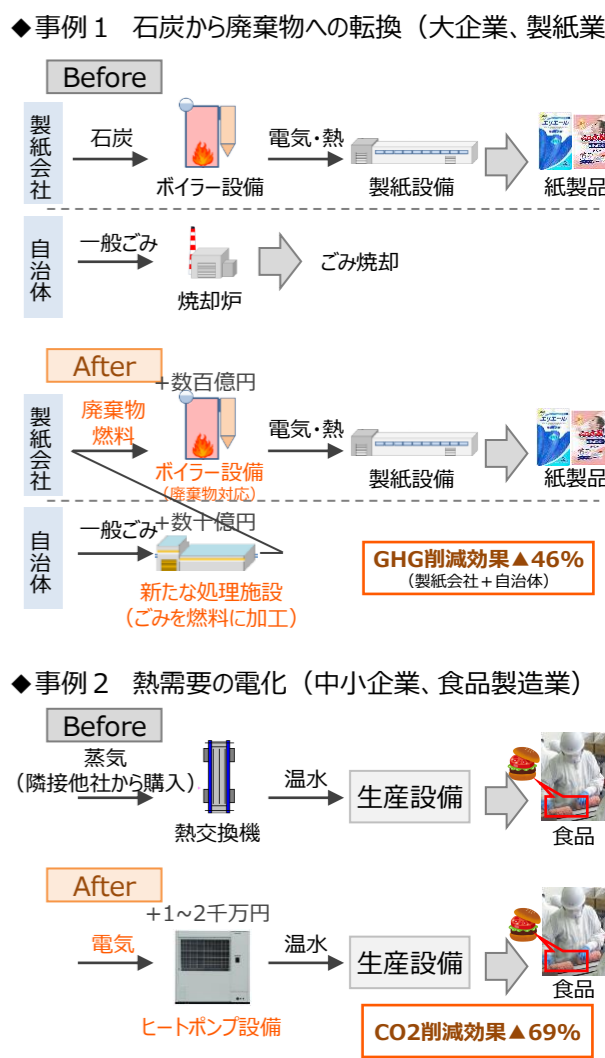 ◆事例１　石炭から廃棄物への転換（大企業、製紙業
Before
製紙会社
石炭
ボイラー設備
電気・熱
製紙設備
エリエール
紙製品
自治体
一般ごみ
焼却炉
ごみ焼却
After
+数百億円
製紙会社
廃棄物
燃料
ボイラー設備
（廃棄物対応）
電気・熱
製紙設備
エリエール
紙製品
自治体
一般ごみ
+数十億円
新たな処理施設
（ごみを燃料に加工）
GHG削減効果▲46%
（製紙会社＋自治体）
◆事例２　熱需要の電化（中小企業、食品製造業）
Before
蒸気
（隣接他社から購入）
熱交換機
温水
生産設備
食品
After
+1~2千万円
電気
ヒートポンプ設備
温水
生産設備
食品
CO2削減効果▲69%